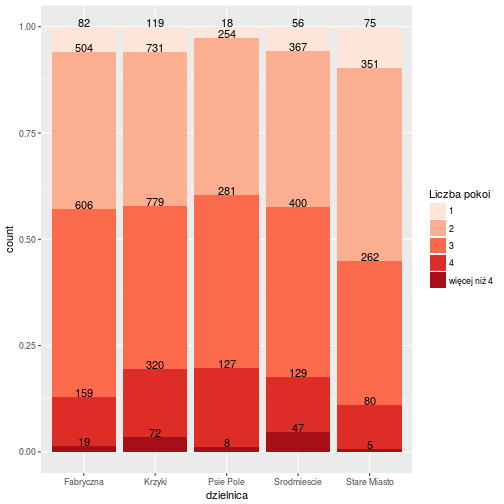 82 119 18 56 75
1.00
504 731 254 367 351
0.75
606 779 281 400
0.50
262
0.25
159 320 127 129 80
19 72 8 47 5
0.00
Fabryczna Krzyki Psie Pole Srodmiescie Stare Miasto
dzielnica
count
Liczba pokoi
1
2
3
4
więcej niż 4